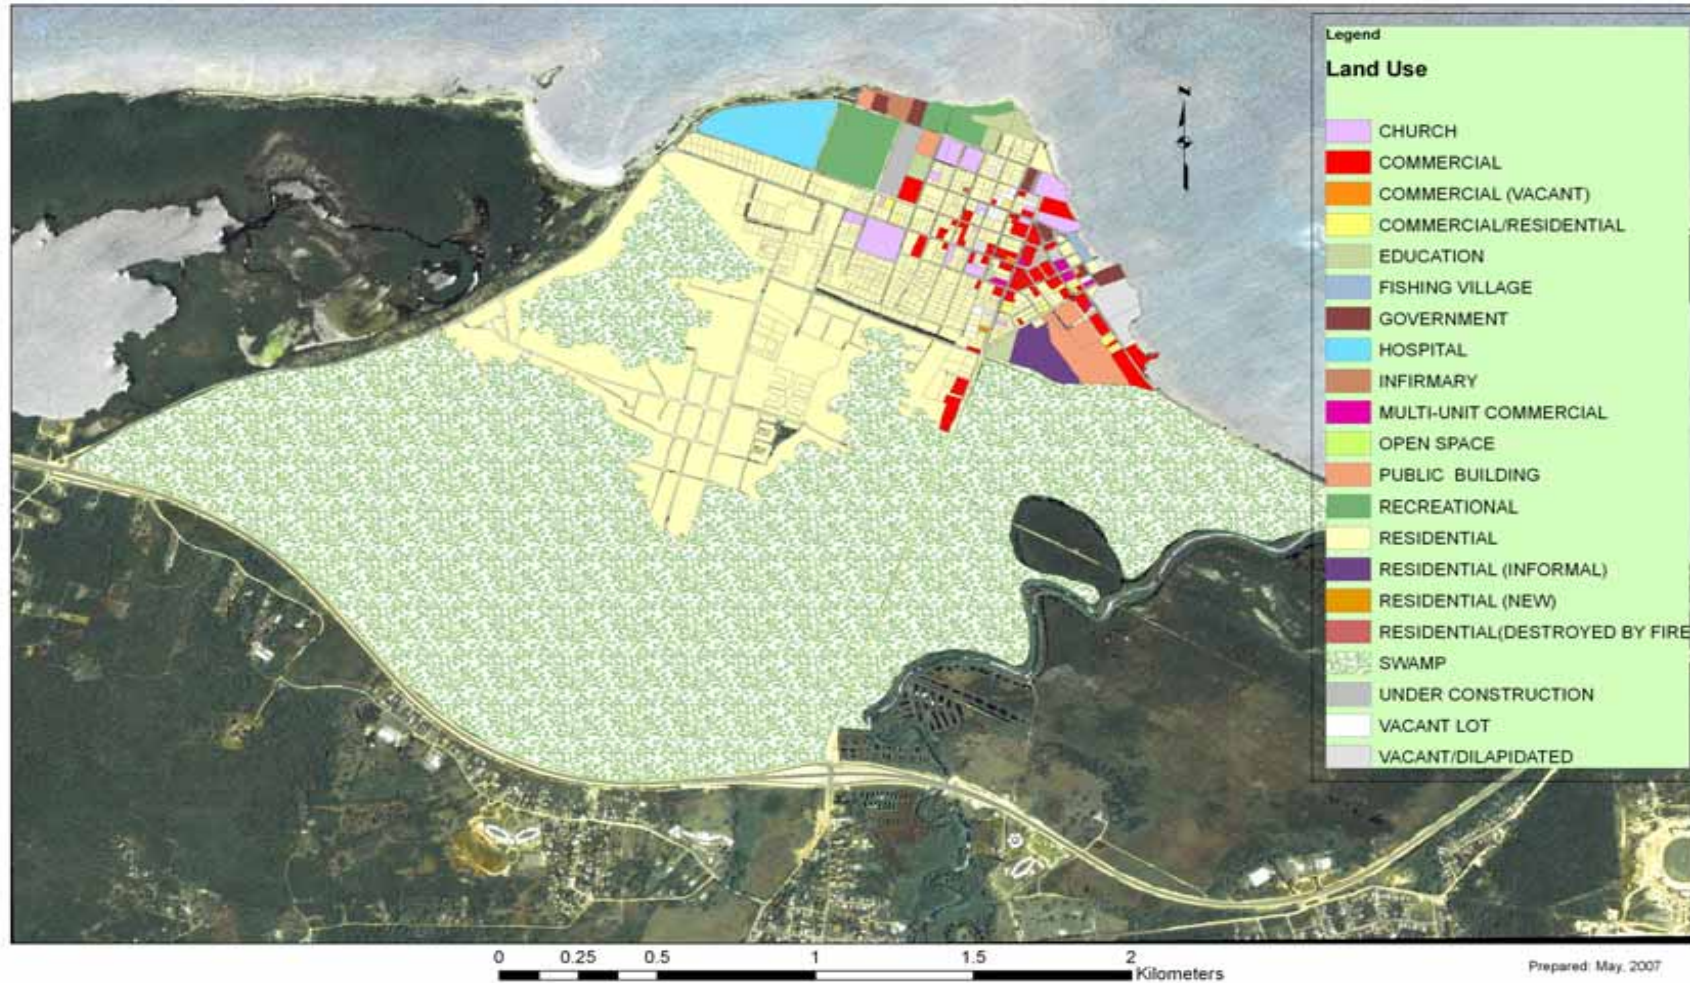 Legend
Land Use
CHURCH
COMMERCIAL
COMMERCIAL (VACANT)
COMMERCIAL/RESIDENTIAL
EDUCATION
FISHING VILLAGE
GOVERNMENT
HOSPITAL
INFIRMARY
MULTI-UNIT COMMERCIAL
OPEN SPACE
PUBLIC BUILDING
RECREATIONAL
RESIDENTIAL
RESIDENTIAL (INFORMAL)
RESIDENTIAL (NEW)
RESIDENTIAL(DESTROYED BY FIRE
SWAMP
UNDER CONSTRUCTION
VACANT LOT
VACANT/DILAPIDATED
0 0.25 0.5 1 1.5 2
Kilometers
Prepared: May, 2007